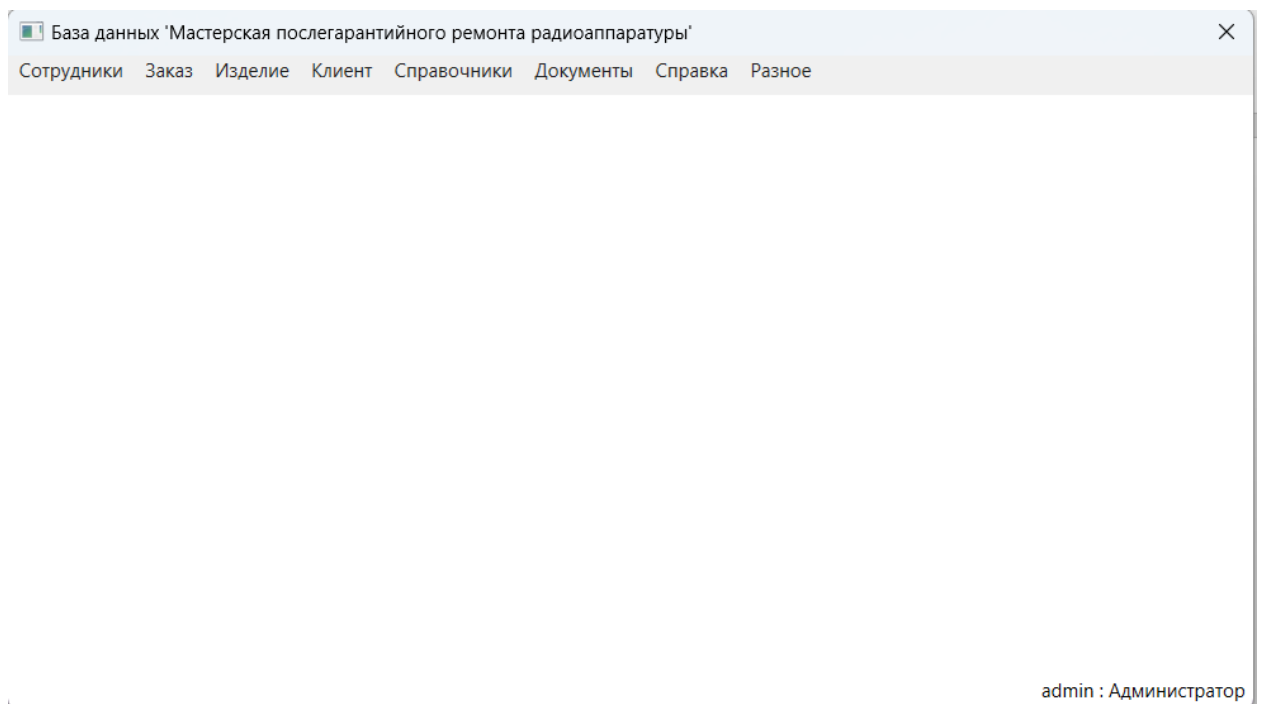 База данных 'Мастерская послегарантийного ремонта радиоаппаратуры'
Сотрудники Заказ Изделие Клиент Справочники Документы Справка Разное
admin : Администратор